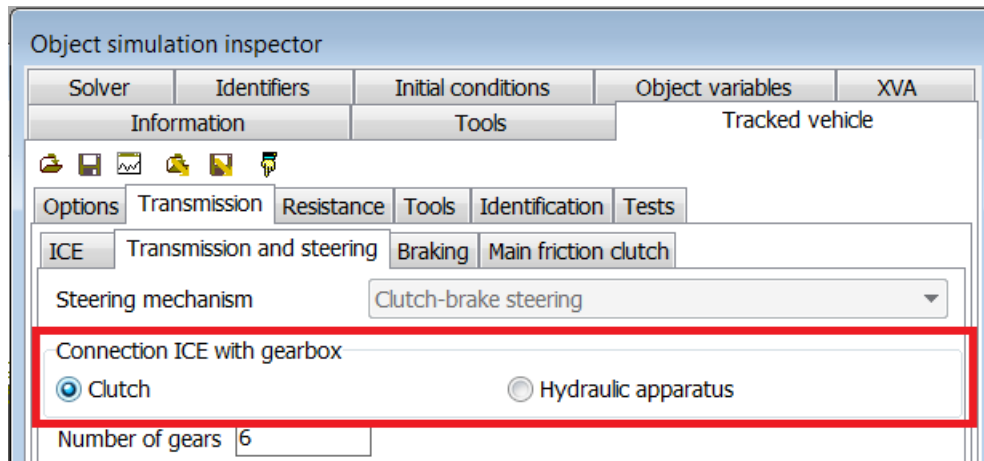 Object simulation inspector
Solver Identifiers Initial conditions Object variables XVA
Information Tools Tracked vehicle
Options Transmission Resistance Tools Identification Tests
ICE Transmission and steering Braking Main friction clutch
Steering mechanism Clutch-brake steering
Connection ICE with gearbox
Clutch Hydraulic apparatus
Number of gears 6